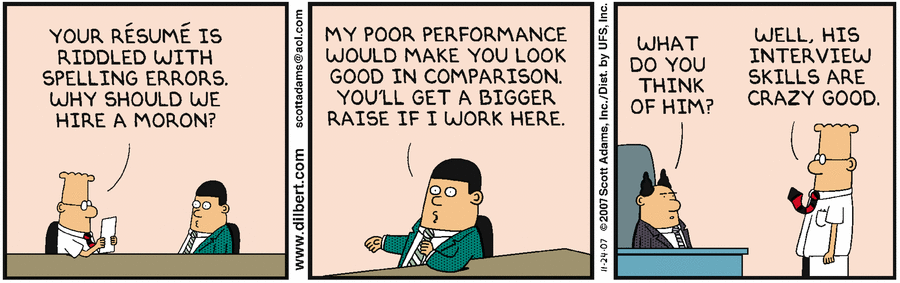 YOUR RÉSUMÉ IS
RIDDLED WITH
SPELLING ERRORS.
WHY SHOULD WE
HIRE A MORON?
www.dilbert.com scottadams@aol.com
MY POOR PERFORMANCE
WOULD MAKE YOU LOOK
GOOD IN COMPARISON.
YOU'LL GET A BIGGER
RAISE IF I WORK HERE.
11-24-07 ©2007 Scott Adams, Inc./Dist. by UFS, Inc.
WHAT
DO YOU
THINK
OF HIM?
WELL, HIS
INTERVIEW
SKILLS ARE
CRAZY GOOD.